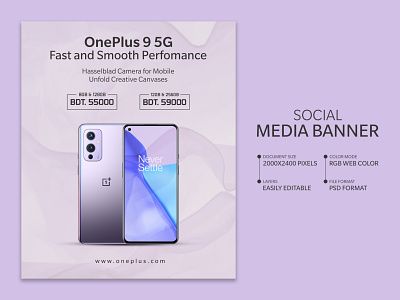 OnePlus 9 5G
Fast and Smooth Perfomance
Hasselblad Camera for Mobile
Unfold Creative Canvases
8GB & 128GB
BDT. 55000
12GB & 256GB
BDT. 59000
Never
Settle
www.oneplus.com
SOCIAL
MEDIA BANNER
DOCUMENT SIZE
2000X2400 PIXELS
COLOR MODE
RGB WEB COLOR
LAYERS
EASILY EDITABLE
FILE FORMAT
PSD FORMAT